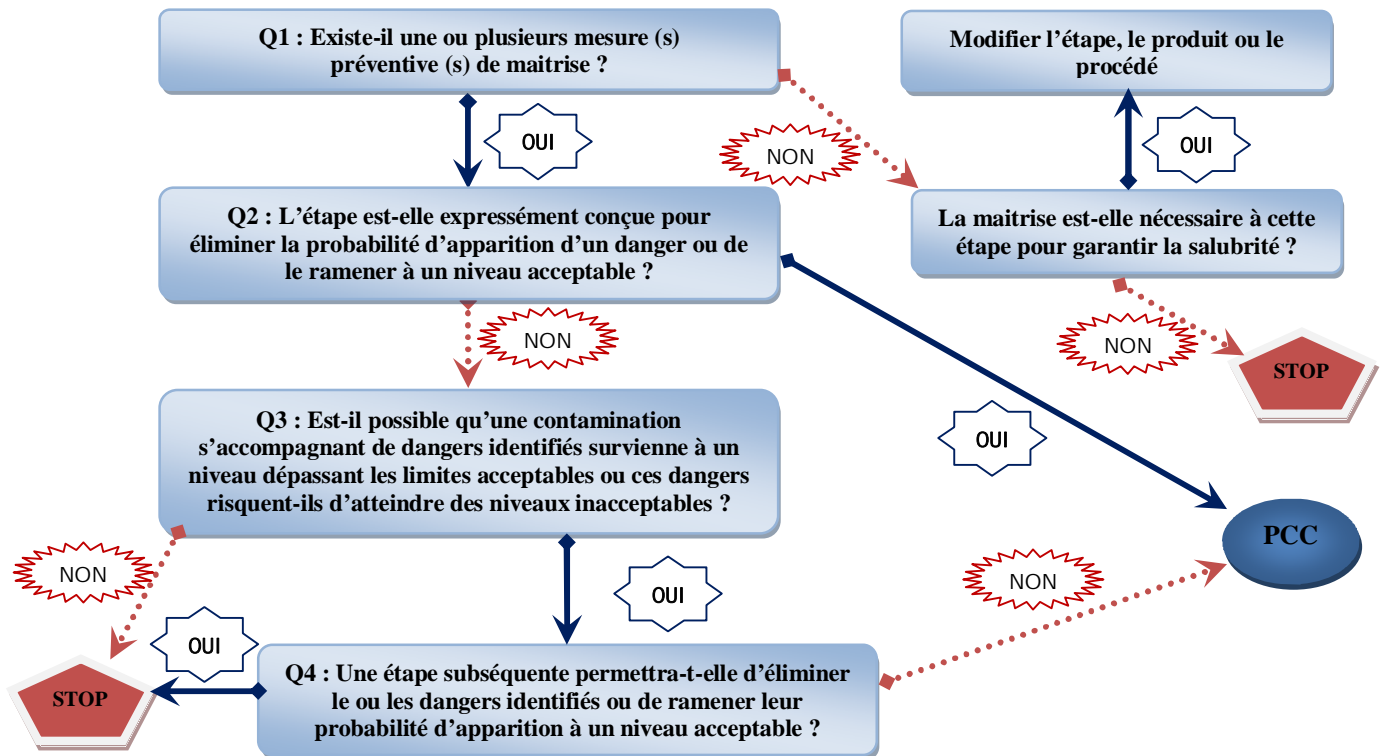 Q1 : Existe-il une ou plusieurs mesure (s)
préventive (s) de maitrise ?
Modifier l'étape, le produit ou le
procédé
OUI
NON
OUI
Q2 : L'étape est-elle expressément conçue pour
éliminer la probabilité d'apparition d'un danger ou de
le ramener à un niveau acceptable ?
La maitrise est-elle nécessaire à cette
étape pour garantir la salubrité ?
NON
NON
STOP
Q3 : Est-il possible qu'une contamination
s'accompagnant de dangers identifiés survienne à un
niveau dépassant les limites acceptables ou ces dangers
risquent-ils d'atteindre des niveaux inacceptables ?
OUI
PCC
NON
OUI
NON
OUI
STOP
Q4 : Une étape subséquente permettra-t-elle d'éliminer
le ou les dangers identifiés ou de ramener leur
probabilité d'apparition à un niveau acceptable ?